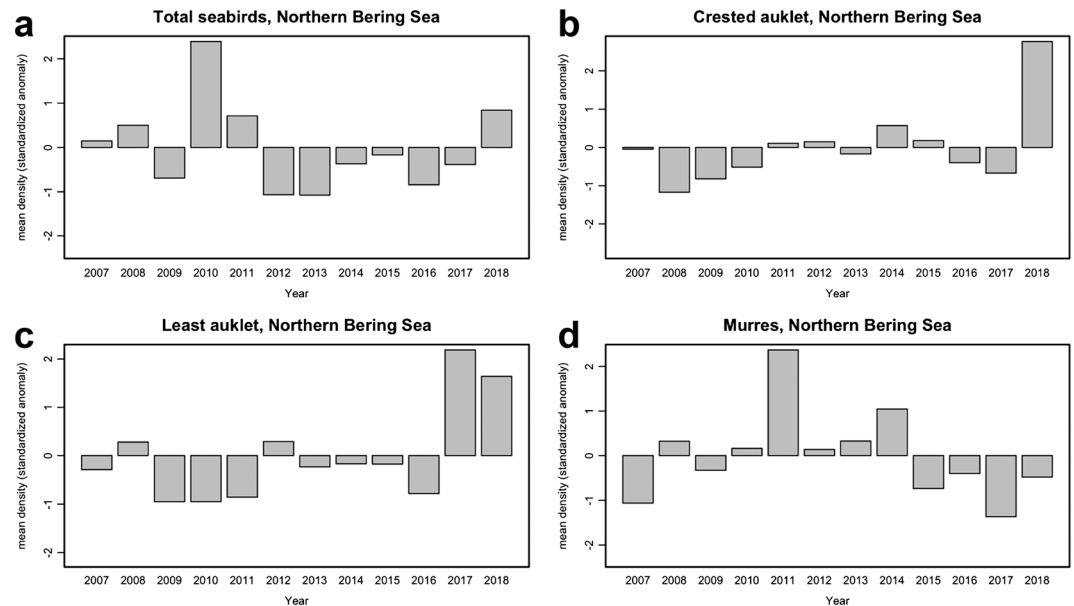 a
Total seabirds, Northern Bering Sea
mean density (standardized anomaly)
2
1
0
-1
-2
2007 2008 2009 2010 2011 2012 2013 2014 2015 2016 2017 2018
Year
b
Crested auklet, Northern Bering Sea
mean density (standardized anomaly)
2
1
0
-1
-2
2007 2008 2009 2010 2011 2012 2013 2014 2015 2016 2017 2018
Year
c
Least auklet, Northern Bering Sea
mean density (standardized anomaly)
2
1
0
-1
-2
2007 2008 2009 2010 2011 2012 2013 2014 2015 2016 2017 2018
Year
d
Murres, Northern Bering Sea
mean density (standardized anomaly)
2
1
0
-1
-2
2007 2008 2009 2010 2011 2012 2013 2014 2015 2016 2017 2018
Year